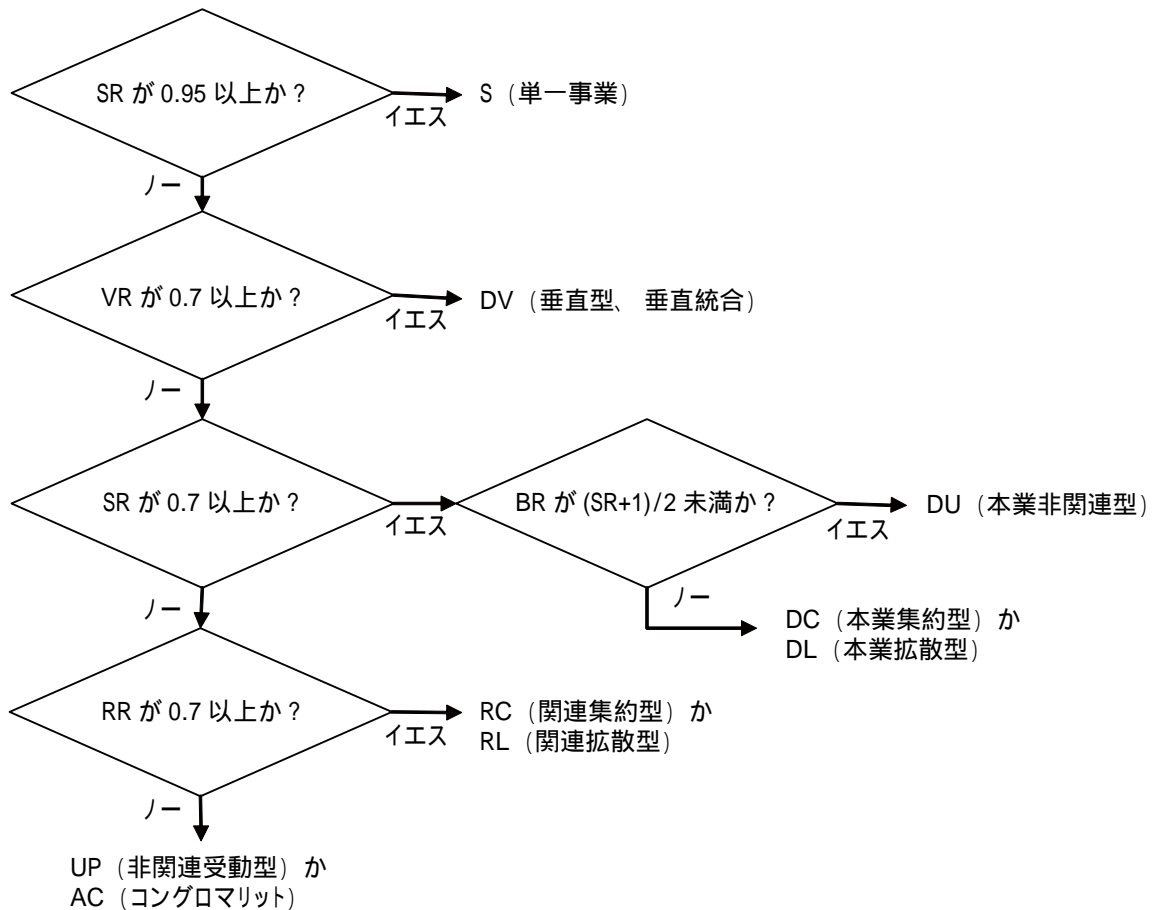 SR が 0.95 以上か？
S （単一事業）
イエス
ノー
VR が 0.7 以上か？
DV （垂直型、 垂直統合）
イエス
ノー
SR が 0.7 以上か？
イエス
BR が (SR+1)/2 未満か？
DU （本業非関連型）
イエス
ノー
DC （本業集約型） か
DL （本業拡散型）
ノー
RR が 0.7 以上か？
RC （関連集約型） か
RL （関連拡散型）
イエス
ノー
UP （非関連受動型） か
AC （コングロマリット）